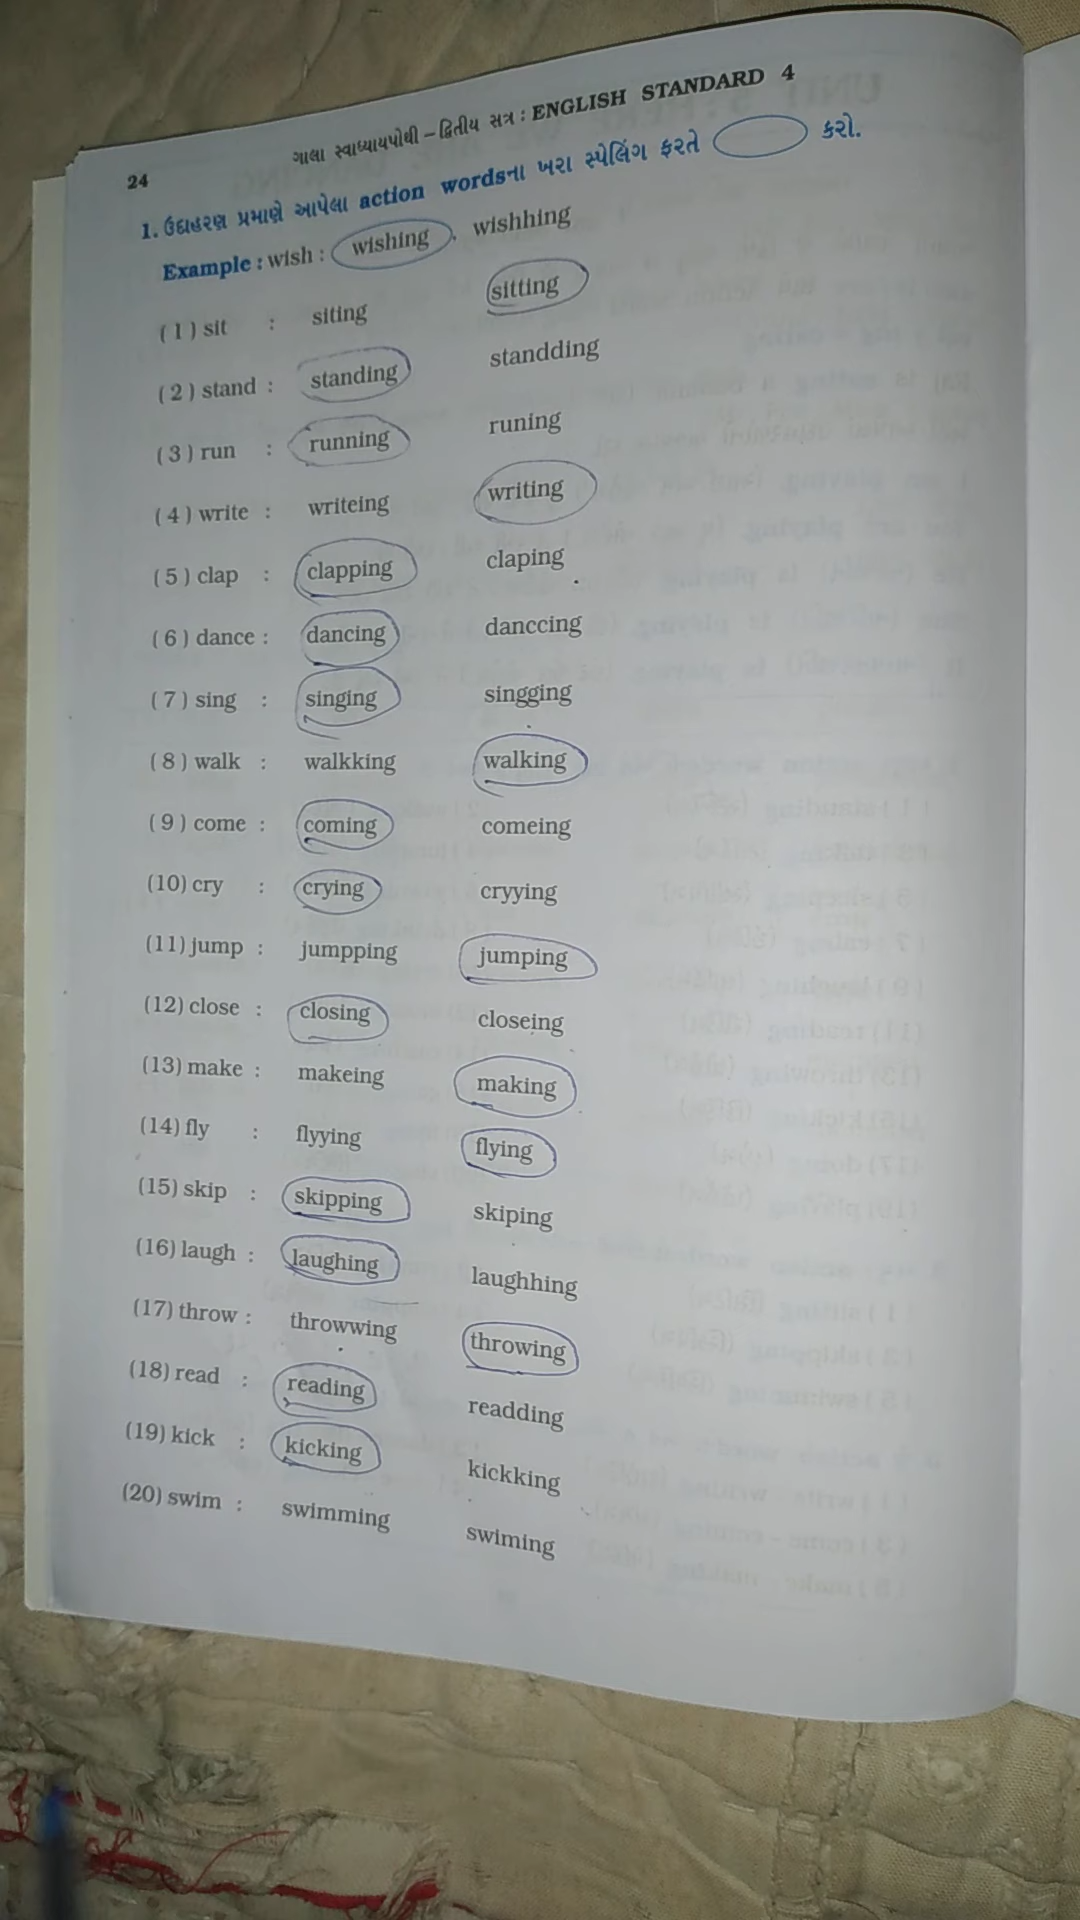 24 ગાલા સ્વાધ્યાયપોથી – દ્વિતીય સત્ર : ENGLISH STANDARD 4
1. ઉદાહરણ પ્રમાણે આપેલા action wordsના ખરા સ્પેલિંગ ફરતે કરો.
Example : wish : wishing, wishhing
( 1 ) sit : siting sitting
( 2 ) stand : standing standding
( 3 ) run : running runing
( 4 ) write : writeing writing
( 5 ) clap : clapping claping
( 6 ) dance : dancing danccing
( 7 ) sing : singing singging
( 8 ) walk : walkking walking
( 9 ) come : coming comeing
(10) cry : crying cryying
(11) jump : jumpping jumping
(12) close : closing closeing
(13) make : makeing making
(14) fly : flyying flying
(15) skip : skipping skiping
(16) laugh : laughing laughhing
(17) throw : throwwing throwing
(18) read : reading readding
(19) kick : kicking kickking
(20) swim : swimming swiming